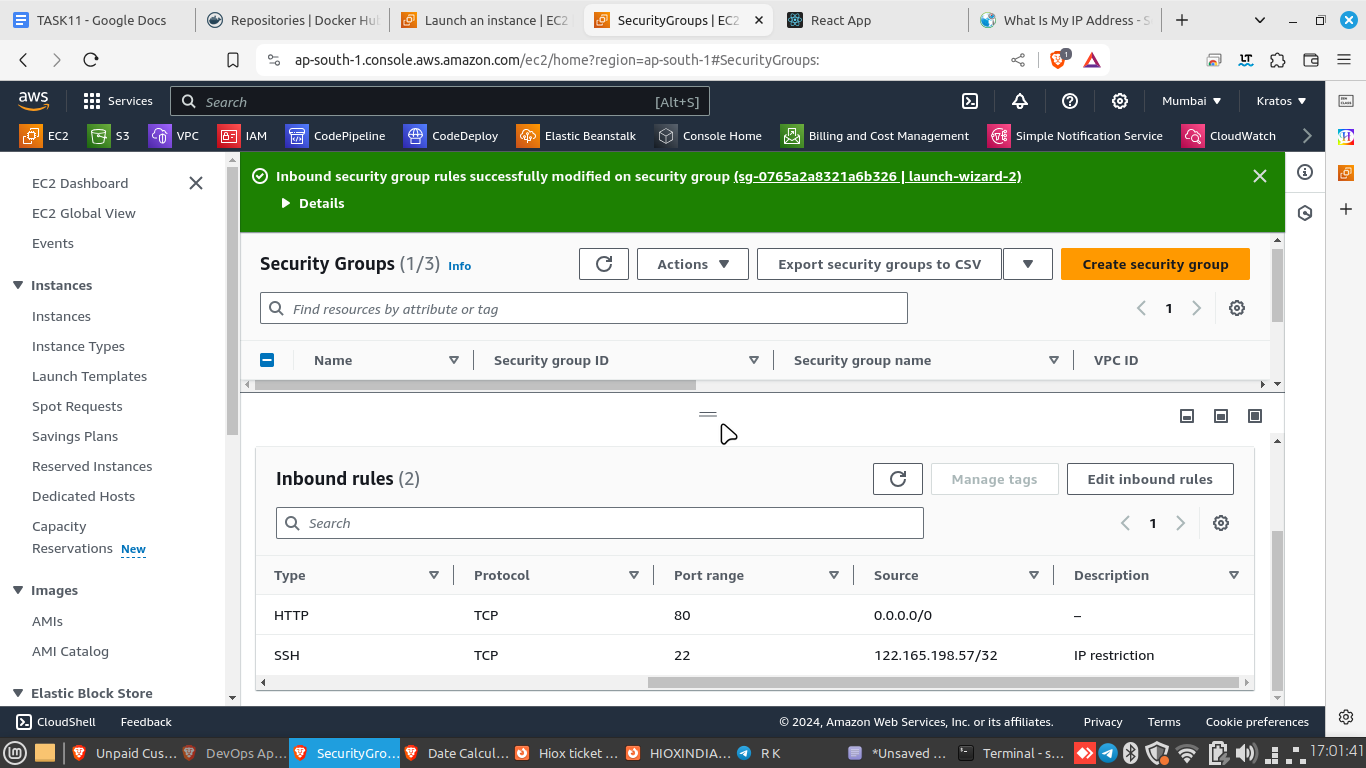 TASK11 - Google Docs
Repositories | Docker Hu
Launch an instance | EC2
SecurityGroups | EC2
React App
What Is My IP Address - S
ap-south-1.console.aws.amazon.com/ec2/home?region=ap-south-1#SecurityGroups:
1
LT
aws
Services
Search
[Alt+S]
Mumbai
Kratos
EC2
S3
VPC
IAM
CodePipeline
CodeDeploy
Elastic Beanstalk
Console Home
Billing and Cost Management
Simple Notification Service
CloudWatch
EC2 Dashboard
EC2 Global View
Events
Instances
Instances
Instance Types
Launch Templates
Spot Requests
Savings Plans
Reserved Instances
Dedicated Hosts
Capacity
Reservations New
Images
AMIs
AMI Catalog
Elastic Block Store
Inbound security group rules successfully modified on security group (sg-0765a2a8321a6b326 | launch-wizard-2)
Details
Security Groups (1/3) Info
Actions
Export security groups to CSV
Create security group
Find resources by attribute or tag
1
Name
Security group ID
Security group name
VPC ID
Inbound rules (2)
Manage tags
Edit inbound rules
Search
1
Type Protocol Port range Source Description
HTTP TCP 80 0.0.0.0/0 –
SSH TCP 22 122.165.198.57/32 IP restriction
CloudShell
Feedback
© 2024, Amazon Web Services, Inc. or its affiliates.
Privacy
Terms
Cookie preferences
Unpaid Cus...
DevOps Ap...
SecurityGro...
Date Calcul...
Hiox ticket ...
HIOXINDIA...
R K
*Unsaved ...
Terminal - s...
17:01:41